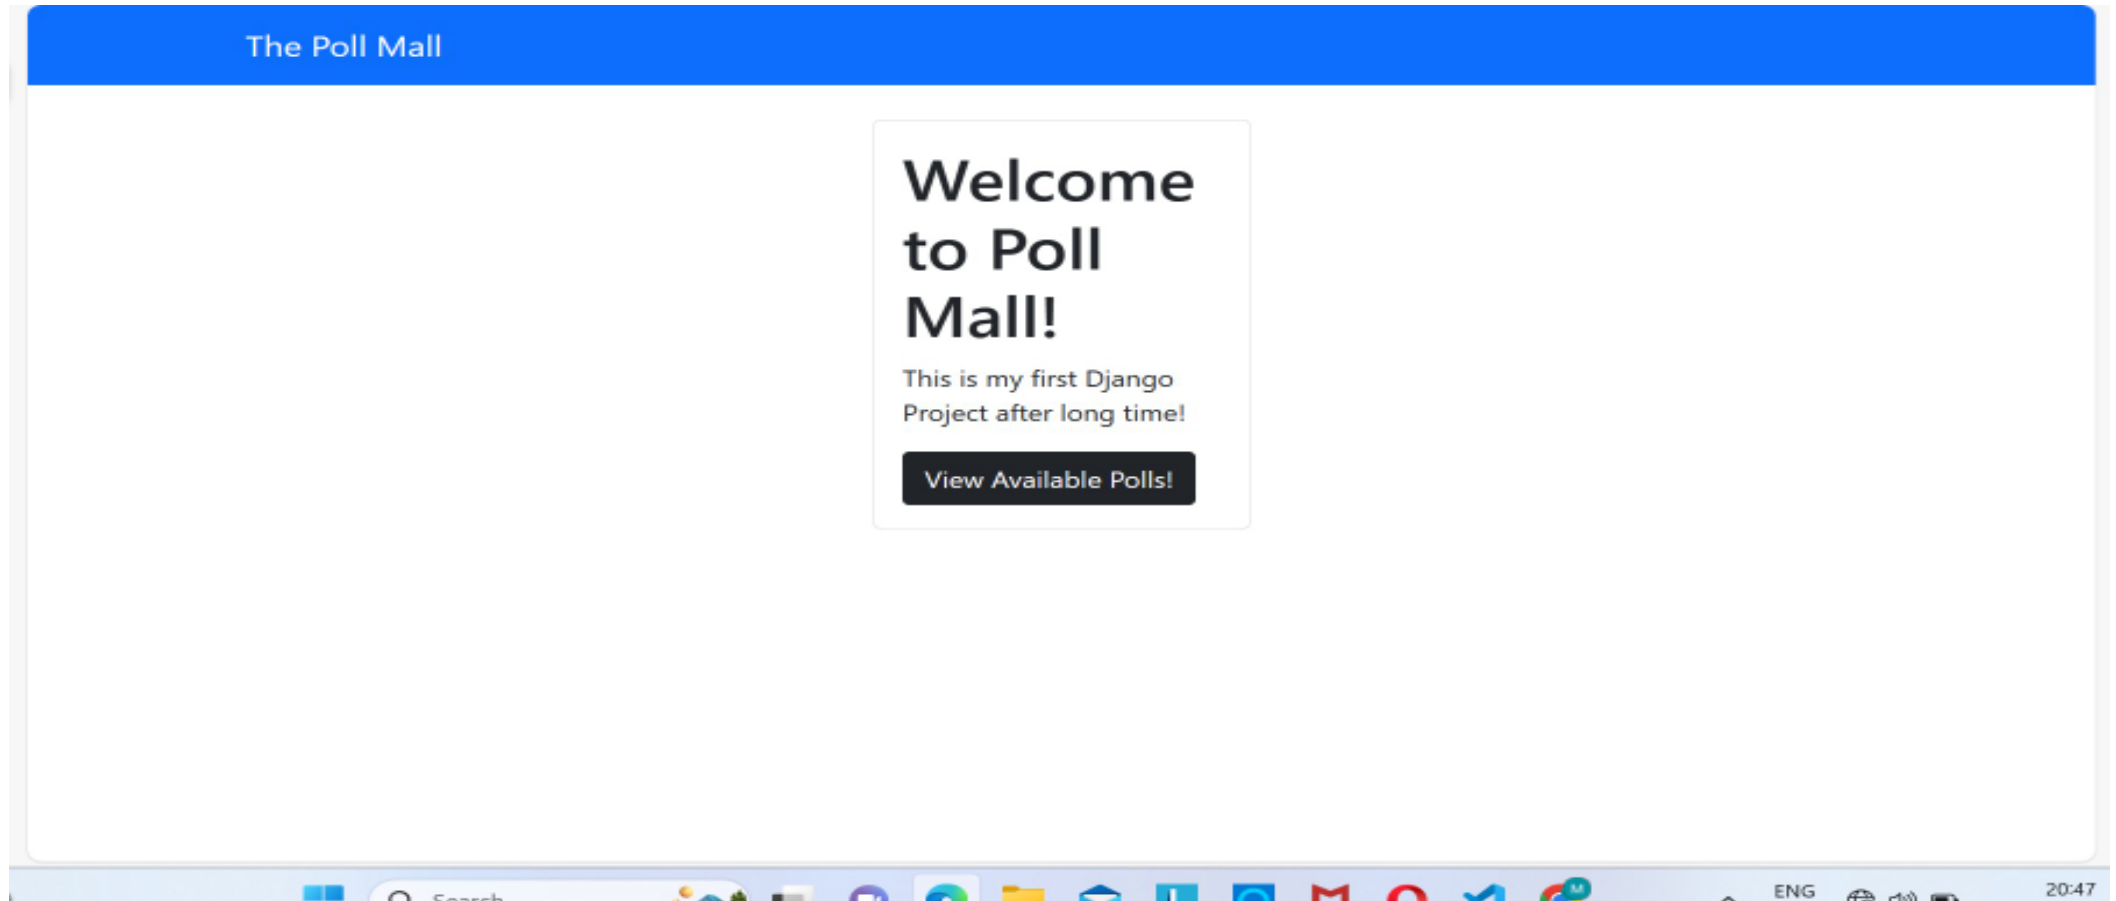 The Poll Mall
Welcome
to Poll
Mall!
This is my first Django
Project after long time!
View Available Polls!
Search
M
ENG
20:47